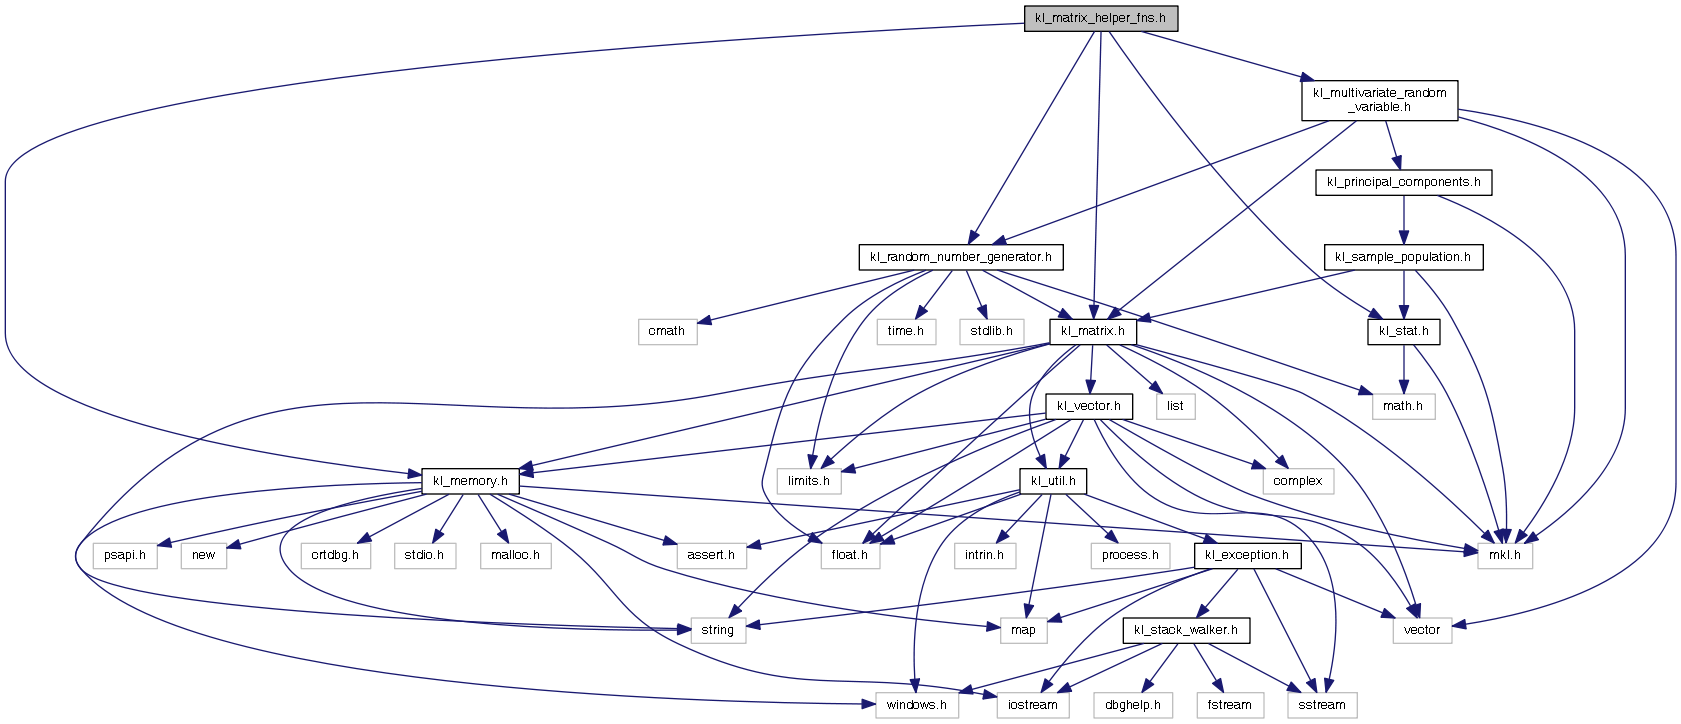 kl_matrix_helper_fns.h
kl_multivariate_random
_variable.h
kl_principal_components.h
kl_random_number_generator.h
kl_sample_population.h
cmath
time.h
stdlib.h
kl_matrix.h
kl_stat.h
kl_vector.h
list
math.h
kl_memory.h
limits.h
kl_util.h
complex
psapi.h
new
crtdbg.h
stdio.h
malloc.h
assert.h
float.h
intrin.h
process.h
kl_exception.h
mkl.h
string
map
kl_stack_walker.h
vector
windows.h
iostream
dbghelp.h
fstream
sstream